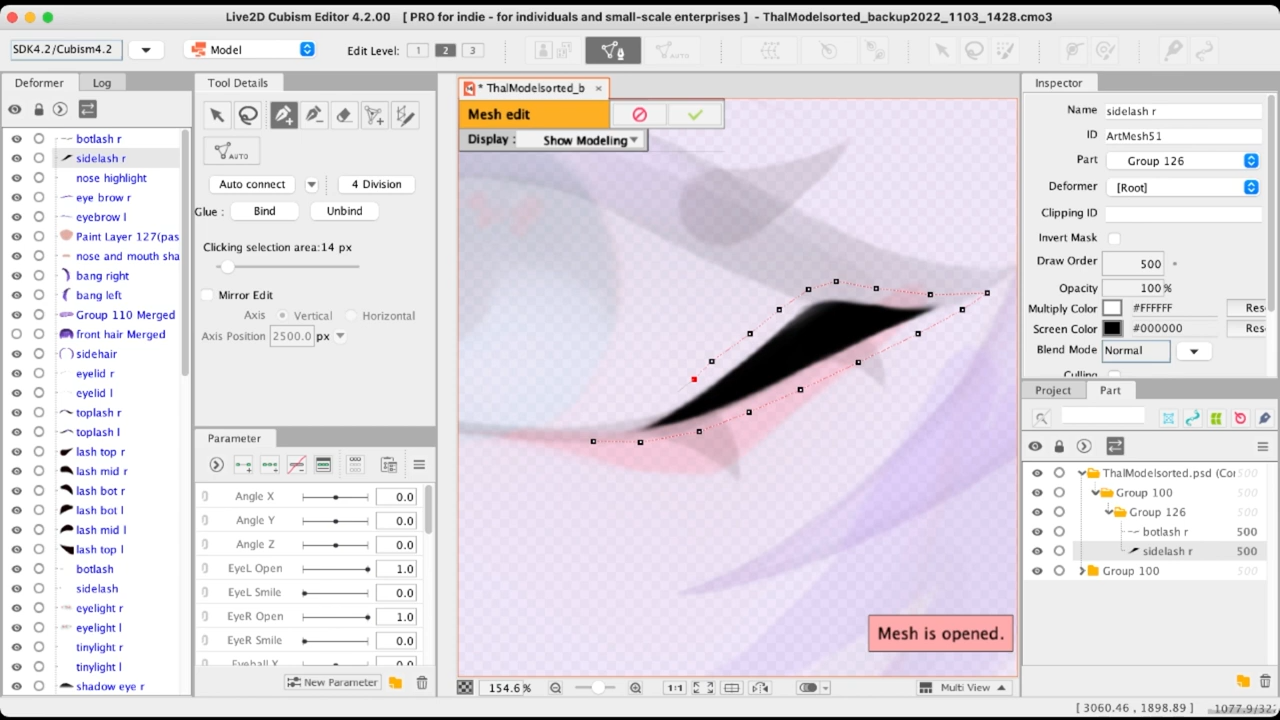 Live2D Cubism Editor 4.2.00 [ PRO for indie - for individuals and small-scale enterprises ] - ThalModelsorted_backup2022_1103_1428.cmo3
SDK4.2/Cubism4.2
Model
Edit Level:
1
2
3
AUTO
Deformer
Log
botlash r
sidelash r
nose highlight
eye brow r
eyebrow l
Paint Layer 127(pas
nose and mouth sha
bang right
bang left
Group 110 Merged
front hair Merged
sidehair
eyelid r
eyelid l
toplash r
toplash l
lash top r
lash mid r
lash bot r
lash bot l
lash mid l
lash top l
botlash
sidelash
eyelight r
eyelight l
tinylight r
tinylight l
shadow eye r
Tool Details
AUTO
Auto connect
4 Division
Glue :
Bind
Unbind
Clicking selection area:14 px
Mirror Edit
Axis
Vertical
Horizontal
Axis Position
2500.0
px
Parameter
Angle X
0.0
Angle Y
0.0
Angle Z
0.0
EyeL Open
1.0
EyeL Smile
0.0
EyeR Open
1.0
EyeR Smile
0.0
Eyeball X
0.0
New Parameter
* ThalModelsorted_b
×
Mesh edit
Display :
Show Modeling
Mesh is opened.
154.6%
1:1
Multi View
Inspector
Name
sidelash r
ID
ArtMesh51
Part
Group 126
Deformer
[Root]
Clipping ID
Invert Mask
Draw Order
500
Opacity
100 %
Multiply Color
#FFFFFF
Res
Screen Color
#000000
Res
Blend Mode
Normal
Culling
Project
Part
ThalModelsorted.psd (Cor
500
Group 100
500
Group 126
500
botlash r
500
sidelash r
500
Group 100
500
[ 3060.46 , 1898.89 ]